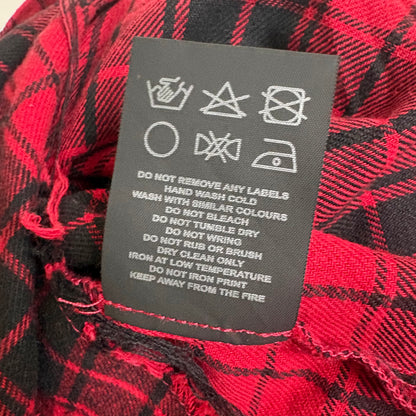 DO NOT REMOVE ANY LABELS
HAND WASH COLD
WASH WITH SIMILAR COLOURS
DO NOT BLEACH
DO NOT TUMBLE DRY
DO NOT WRING
DO NOT RUB OR BRUSH
DRY CLEAN ONLY
IRON AT LOW TEMPERATURE
DO NOT IRON PRINT
KEEP AWAY FROM THE FIRE